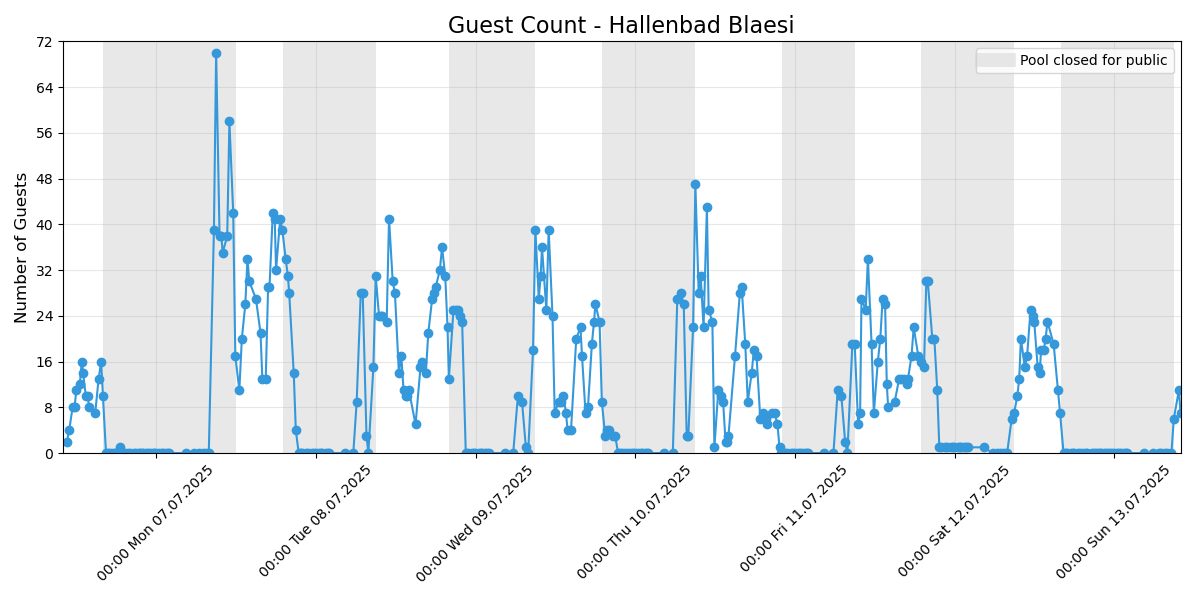 Guest Count - Hallenbad Blaesi
Pool closed for public
Number of Guests
72
64
56
48
40
32
24
16
8
0
00:00 Mon 07.07.2025
00:00 Tue 08.07.2025
00:00 Wed 09.07.2025
00:00 Thu 10.07.2025
00:00 Fri 11.07.2025
00:00 Sat 12.07.2025
00:00 Sun 13.07.2025